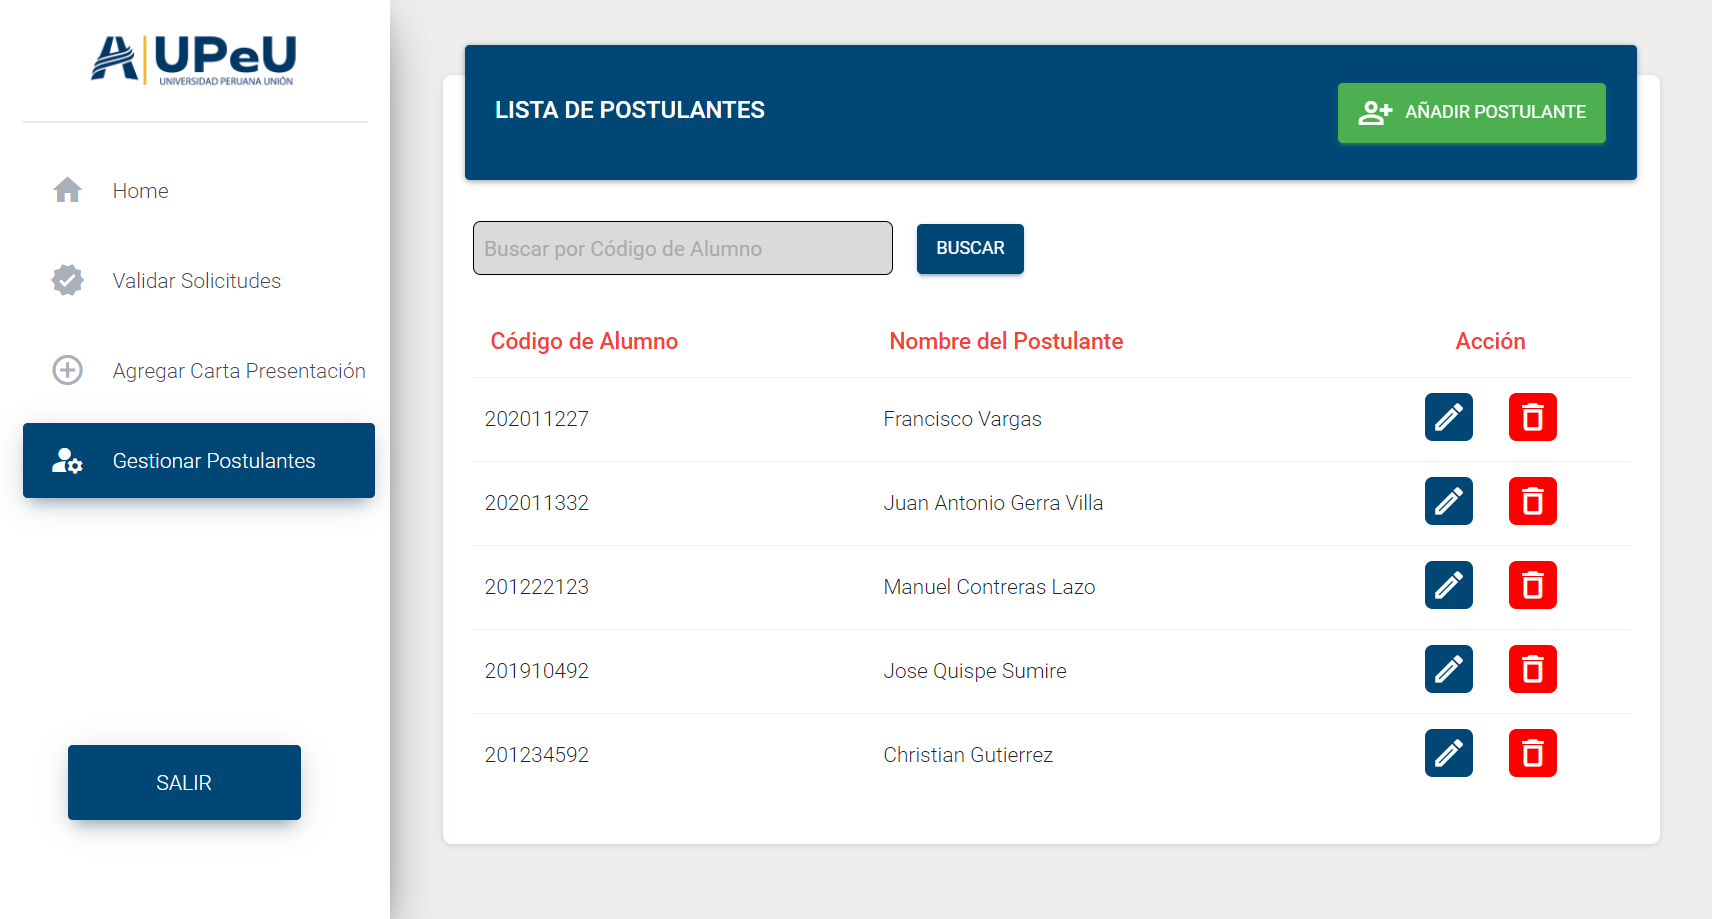 UPeU
UNIVERSIDAD PERUANA UNIÓN
Home
Validar Solicitudes
Agregar Carta Presentación
Gestionar Postulantes
SALIR
LISTA DE POSTULANTES
AÑADIR POSTULANTE
Buscar por Código de Alumno
BUSCAR
Código de Alumno Nombre del Postulante Acción
202011227 Francisco Vargas
202011332 Juan Antonio Gerra Villa
201222123 Manuel Contreras Lazo
201910492 Jose Quispe Sumire
201234592 Christian Gutierrez